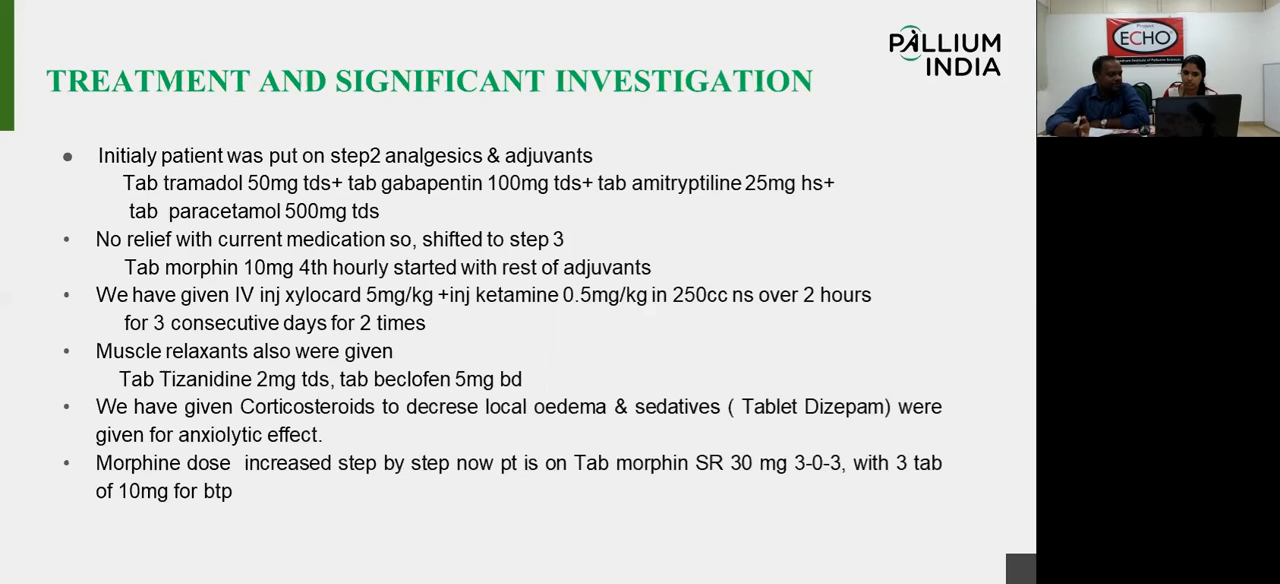 PALLIUM
INDIA
TREATMENT AND SIGNIFICANT INVESTIGATION
● Initialy patient was put on step2 analgesics & adjuvants
Tab tramadol 50mg tds+ tab gabapentin 100mg tds+ tab amitryptiline 25mg hs+
tab paracetamol 500mg tds
• No relief with current medication so, shifted to step 3
Tab morphin 10mg 4th hourly started with rest of adjuvants
• We have given IV inj xylocard 5mg/kg +inj ketamine 0.5mg/kg in 250cc ns over 2 hours
for 3 consecutive days for 2 times
• Muscle relaxants also were given
Tab Tizanidine 2mg tds, tab beclofen 5mg bd
• We have given Corticosteroids to decrese local oedema & sedatives ( Tablet Dizepam) were
given for anxiolytic effect.
• Morphine dose increased step by step now pt is on Tab morphin SR 30 mg 3-0-3, with 3 tab
of 10mg for btp
Project
ECHO
Institute of Palliative Sciences